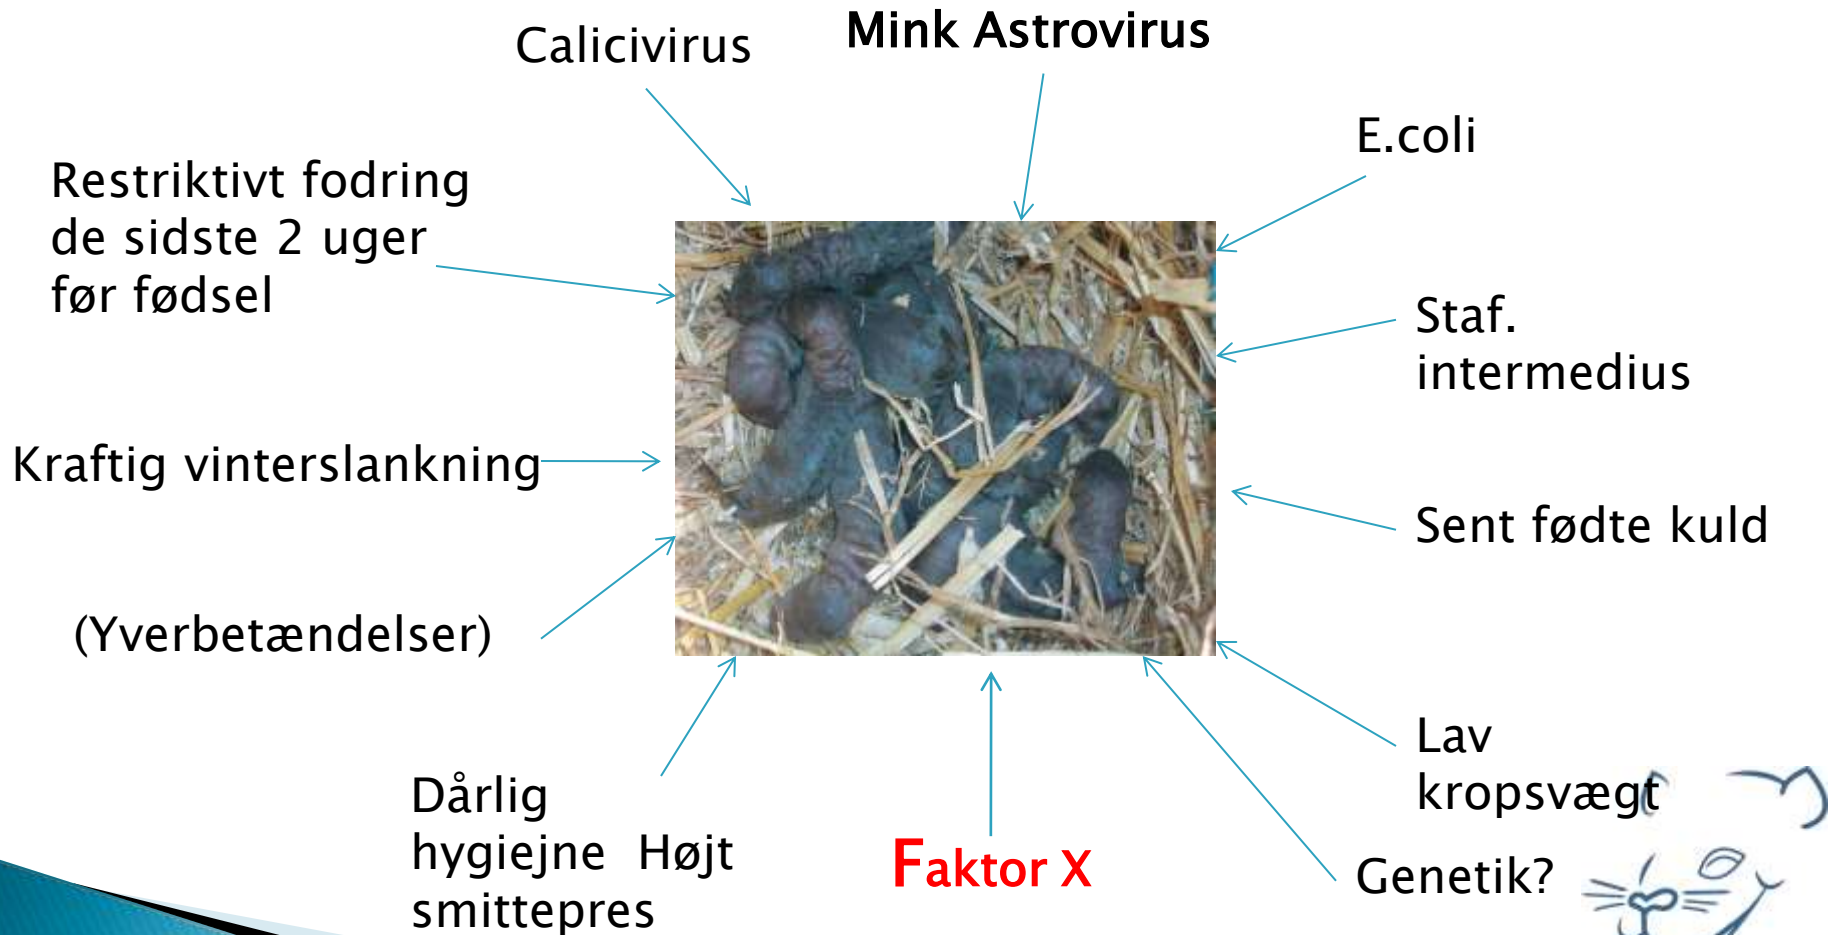 Calicivirus
Mink Astrovirus
E.coli
Restriktivt fodring
de sidste 2 uger
før fødsel
Staf.
intermedius
Kraftig vinterslankning
Sent fødte kuld
(Yverbetændelser)
Lav
kropsvægt
Dårlig
hygiejne  Højt
smittepres
Faktor X
Genetik?